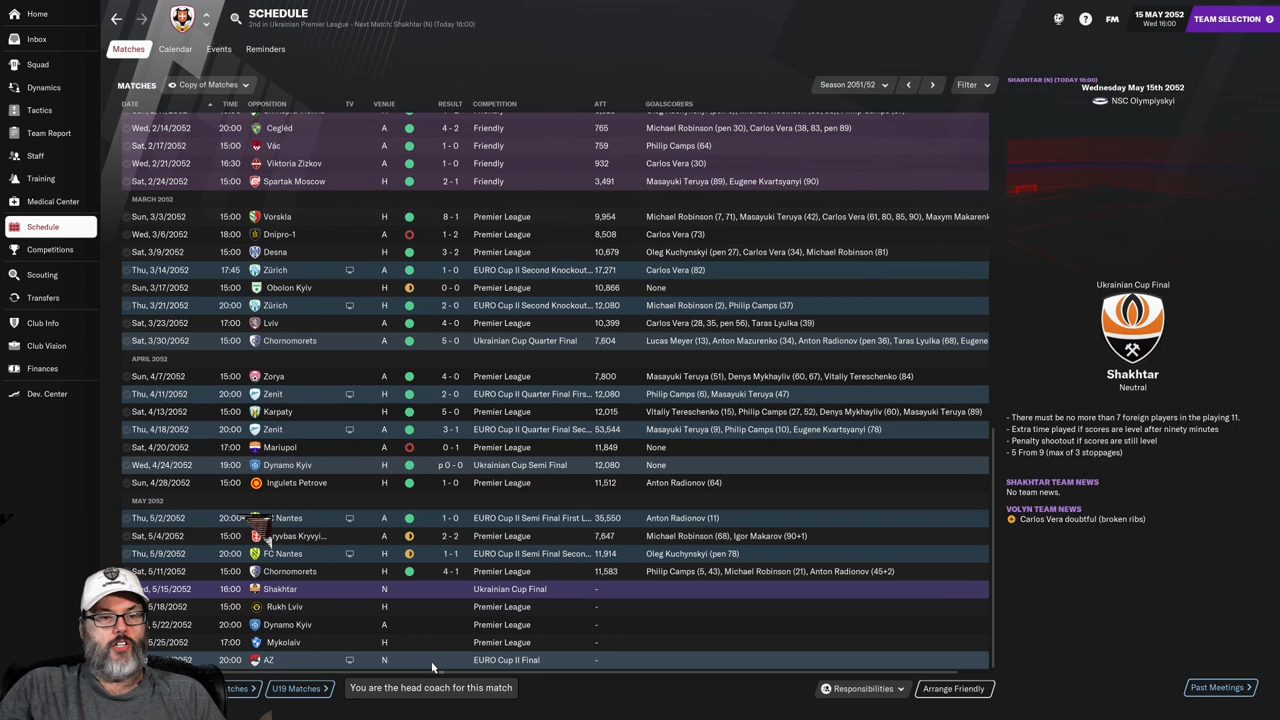 Home
SCHEDULE
2nd in Ukrainian Premier League - Next Match: Shakhtar (N) (Today 16:00)
FM
15 MAY 2052
Wed 16:00
TEAM SELECTION
Inbox
Matches
Calendar
Events
Reminders
Squad
Dynamics
Tactics
Team Report
Staff
Training
Medical Center
Schedule
Competitions
Scouting
Transfers
Club Info
Club Vision
Finances
Dev. Center
MATCHES
Copy of Matches
Season 2051/52
Filter
DATE TIME OPPOSITION TV VENUE RESULT COMPETITION ATT GOALSCORERS
Wed, 2/14/2052 20:00 Cegléd A 4 - 2 Friendly 765 Michael Robinson (pen 30), Carlos Vera (38, 83, pen 89)
Sat, 2/17/2052 15:00 Vác A 1 - 0 Friendly 759 Philip Camps (64)
Wed, 2/21/2052 16:30 Viktoria Zizkov A 1 - 0 Friendly 932 Carlos Vera (30)
Sat, 2/24/2052 15:00 Spartak Moscow H 2 - 1 Friendly 3,491 Masayuki Teruya (89), Eugene Kvartsyanyi (90)
MARCH 2052
Sun, 3/3/2052 15:00 Vorskla H 8 - 1 Premier League 9,954 Michael Robinson (7, 71), Masayuki Teruya (42), Carlos Vera (61, 80, 85, 90), Maxym Makarenk
Wed, 3/6/2052 18:00 Dnipro-1 A 1 - 2 Premier League 8,508 Carlos Vera (73)
Sat, 3/9/2052 15:00 Desna H 3 - 2 Premier League 10,679 Oleg Kuchynskyi (pen 27), Carlos Vera (34), Michael Robinson (81)
Thu, 3/14/2052 17:45 Zürich A 1 - 0 EURO Cup II Second Knockout... 17,271 Carlos Vera (82)
Sun, 3/17/2052 15:00 Obolon Kyiv H 0 - 0 Premier League 10,866 None
Thu, 3/21/2052 20:00 Zürich H 2 - 0 EURO Cup II Second Knockout... 12,080 Michael Robinson (2), Philip Camps (37)
Sat, 3/23/2052 17:00 Lviv A 4 - 0 Premier League 10,399 Carlos Vera (28, 35, pen 56), Taras Lyulka (39)
Sat, 3/30/2052 15:00 Chornomorets A 5 - 0 Ukrainian Cup Quarter Final 7,604 Lucas Meyer (13), Anton Mazurenko (34), Anton Radionov (pen 36), Taras Lyulka (68), Eugene
APRIL 2052
Sun, 4/7/2052 15:00 Zorya A 4 - 0 Premier League 7,800 Masayuki Teruya (51), Denys Mykhayliv (60, 67), Vitaliy Tereschenko (84)
Thu, 4/11/2052 20:00 Zenit H 2 - 0 EURO Cup II Quarter Final Firs... 12,080 Philip Camps (6), Masayuki Teruya (47)
Sat, 4/13/2052 15:00 Karpaty H 5 - 0 Premier League 12,015 Vitaliy Tereschenko (15), Philip Camps (27, 52), Denys Mykhayliv (60), Masayuki Teruya (89)
Thu, 4/18/2052 20:00 Zenit A 3 - 1 EURO Cup II Quarter Final Sec... 53,544 Masayuki Teruya (9), Philip Camps (10), Eugene Kvartsyanyi (78)
Sat, 4/20/2052 17:00 Mariupol A 0 - 1 Premier League 11,849 None
Wed, 4/24/2052 19:00 Dynamo Kyiv H p 0 - 0 Ukrainian Cup Semi Final 12,080 None
Sun, 4/28/2052 15:00 Ingulets Petrove H 1 - 0 Premier League 11,512 Anton Radionov (64)
MAY 2052
Thu, 5/2/2052 20:00 Nantes A 1 - 0 EURO Cup II Semi Final First L... 35,550 Anton Radionov (11)
Sat, 5/4/2052 15:00 Kryvyi... A 2 - 2 Premier League 7,647 Michael Robinson (68), Igor Makarov (90+1)
Thu, 5/9/2052 20:00 FC Nantes H 1 - 1 EURO Cup II Semi Final Secon... 11,914 Oleg Kuchynskyi (pen 78)
Sat, 5/11/2052 15:00 Chornomorets H 4 - 1 Premier League 11,583 Philip Camps (5, 43), Michael Robinson (21), Anton Radionov (45+2)
5/15/2052 16:00 Shakhtar N Ukrainian Cup Final -
5/18/2052 15:00 Rukh Lviv H Premier League -
5/22/2052 20:00 Dynamo Kyiv A Premier League -
5/25/2052 17:00 Mykolaiv H Premier League -
20:00 AZ N EURO Cup II Final -
U19 Matches
You are the head coach for this match
Responsibilities
Arrange Friendly
SHAKHTAR (N) (TODAY 16:00)
Wednesday May 15th 2052
NSC Olympiyskyi
Ukrainian Cup Final
Shakhtar
Neutral
- There must be no more than 7 foreign players in the playing 11.
- Extra time played if scores are level after ninety minutes
- Penalty shootout if scores are still level
- 5 From 9 (max of 3 stoppages)
SHAKHTAR TEAM NEWS
No team news.
VOLYN TEAM NEWS
Carlos Vera doubtful (broken ribs)
Past Meetings